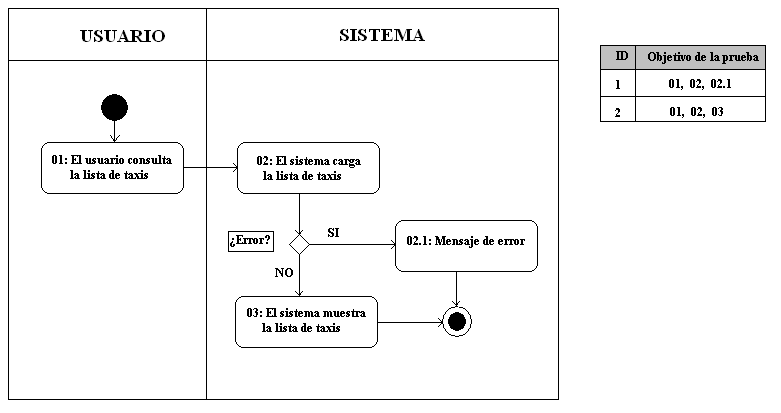 USUARIO
SISTEMA
01: El usuario consulta
la lista de taxis
02: El sistema carga
la lista de taxis
¿Error?
SI
02.1: Mensaje de error
NO
03: El sistema muestra
la lista de taxis
ID Objetivo de la prueba
1 01, 02, 02.1
2 01, 02, 03